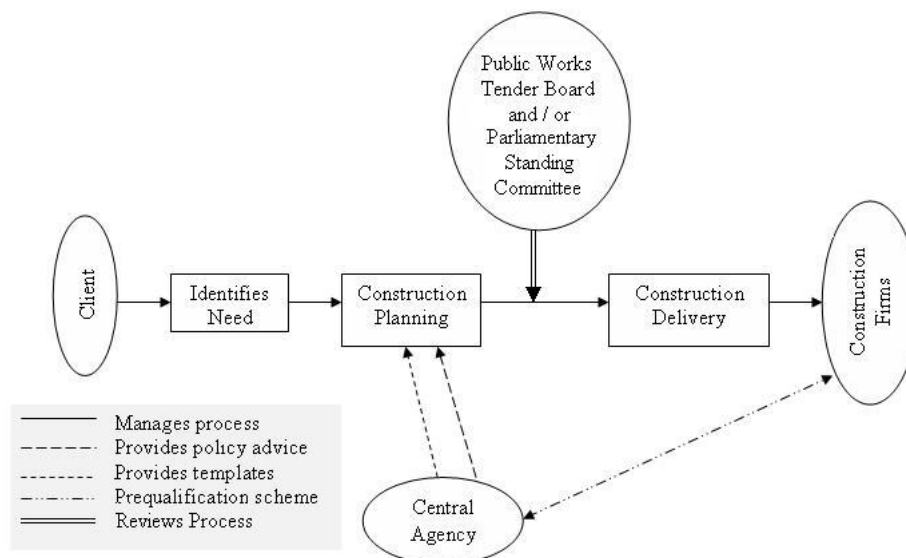 Public Works
Tender Board
and / or
Parliamentary
Standing
Committee
Client
Identifies
Need
Construction
Planning
Construction
Delivery
Construction
Firms
Manages process
Provides policy advice
Provides templates
Prequalification scheme
Reviews Process
Central
Agency